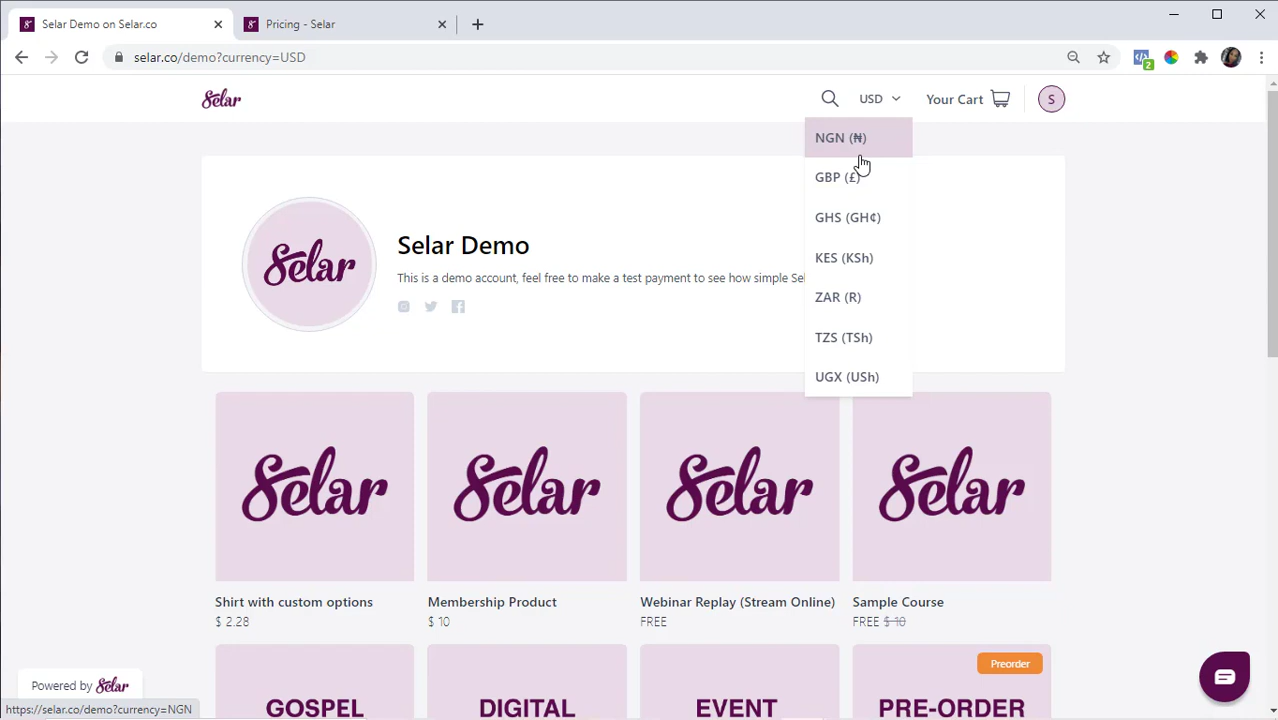 Selar Demo on Selar.co
Pricing - Selar
selar.co/demo?currency=USD
2
Selar
USD
Your Cart
S
NGN (₦)
GBP (£)
GHS (GH¢)
KES (KSh)
ZAR (R)
TZS (TSh)
UGX (USh)
Selar
Selar Demo
This is a demo account, feel free to make a test payment to see how simple Sel
Selar
Selar
Selar
Selar
Shirt with custom options
$ 2.28
Membership Product
$ 10
Webinar Replay (Stream Online)
FREE
Sample Course
FREE $ 10
Preorder
GOSPEL
DIGITAL
EVENT
PRE-ORDER
Powered by Selar
https://selar.co/demo?currency=NGN